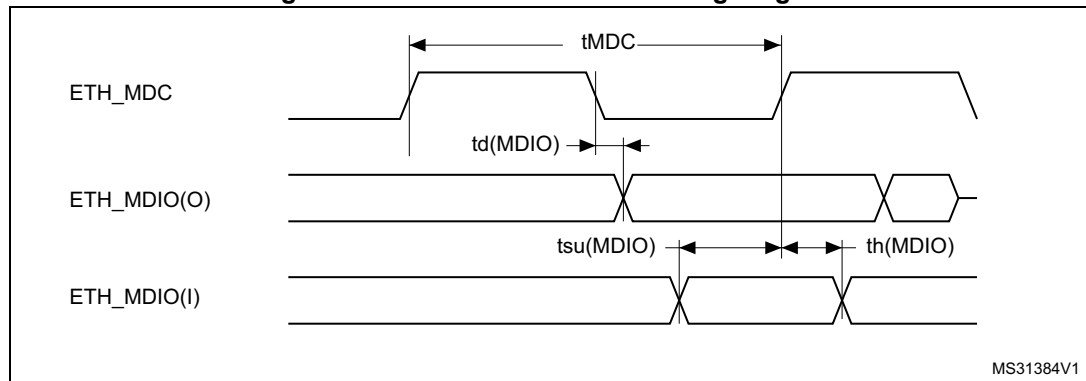 tMDC
ETH_MDC
td(MDIO)
ETH_MDIO(O)
tsu(MDIO) th(MDIO)
ETH_MDIO(I)
MS31384V1